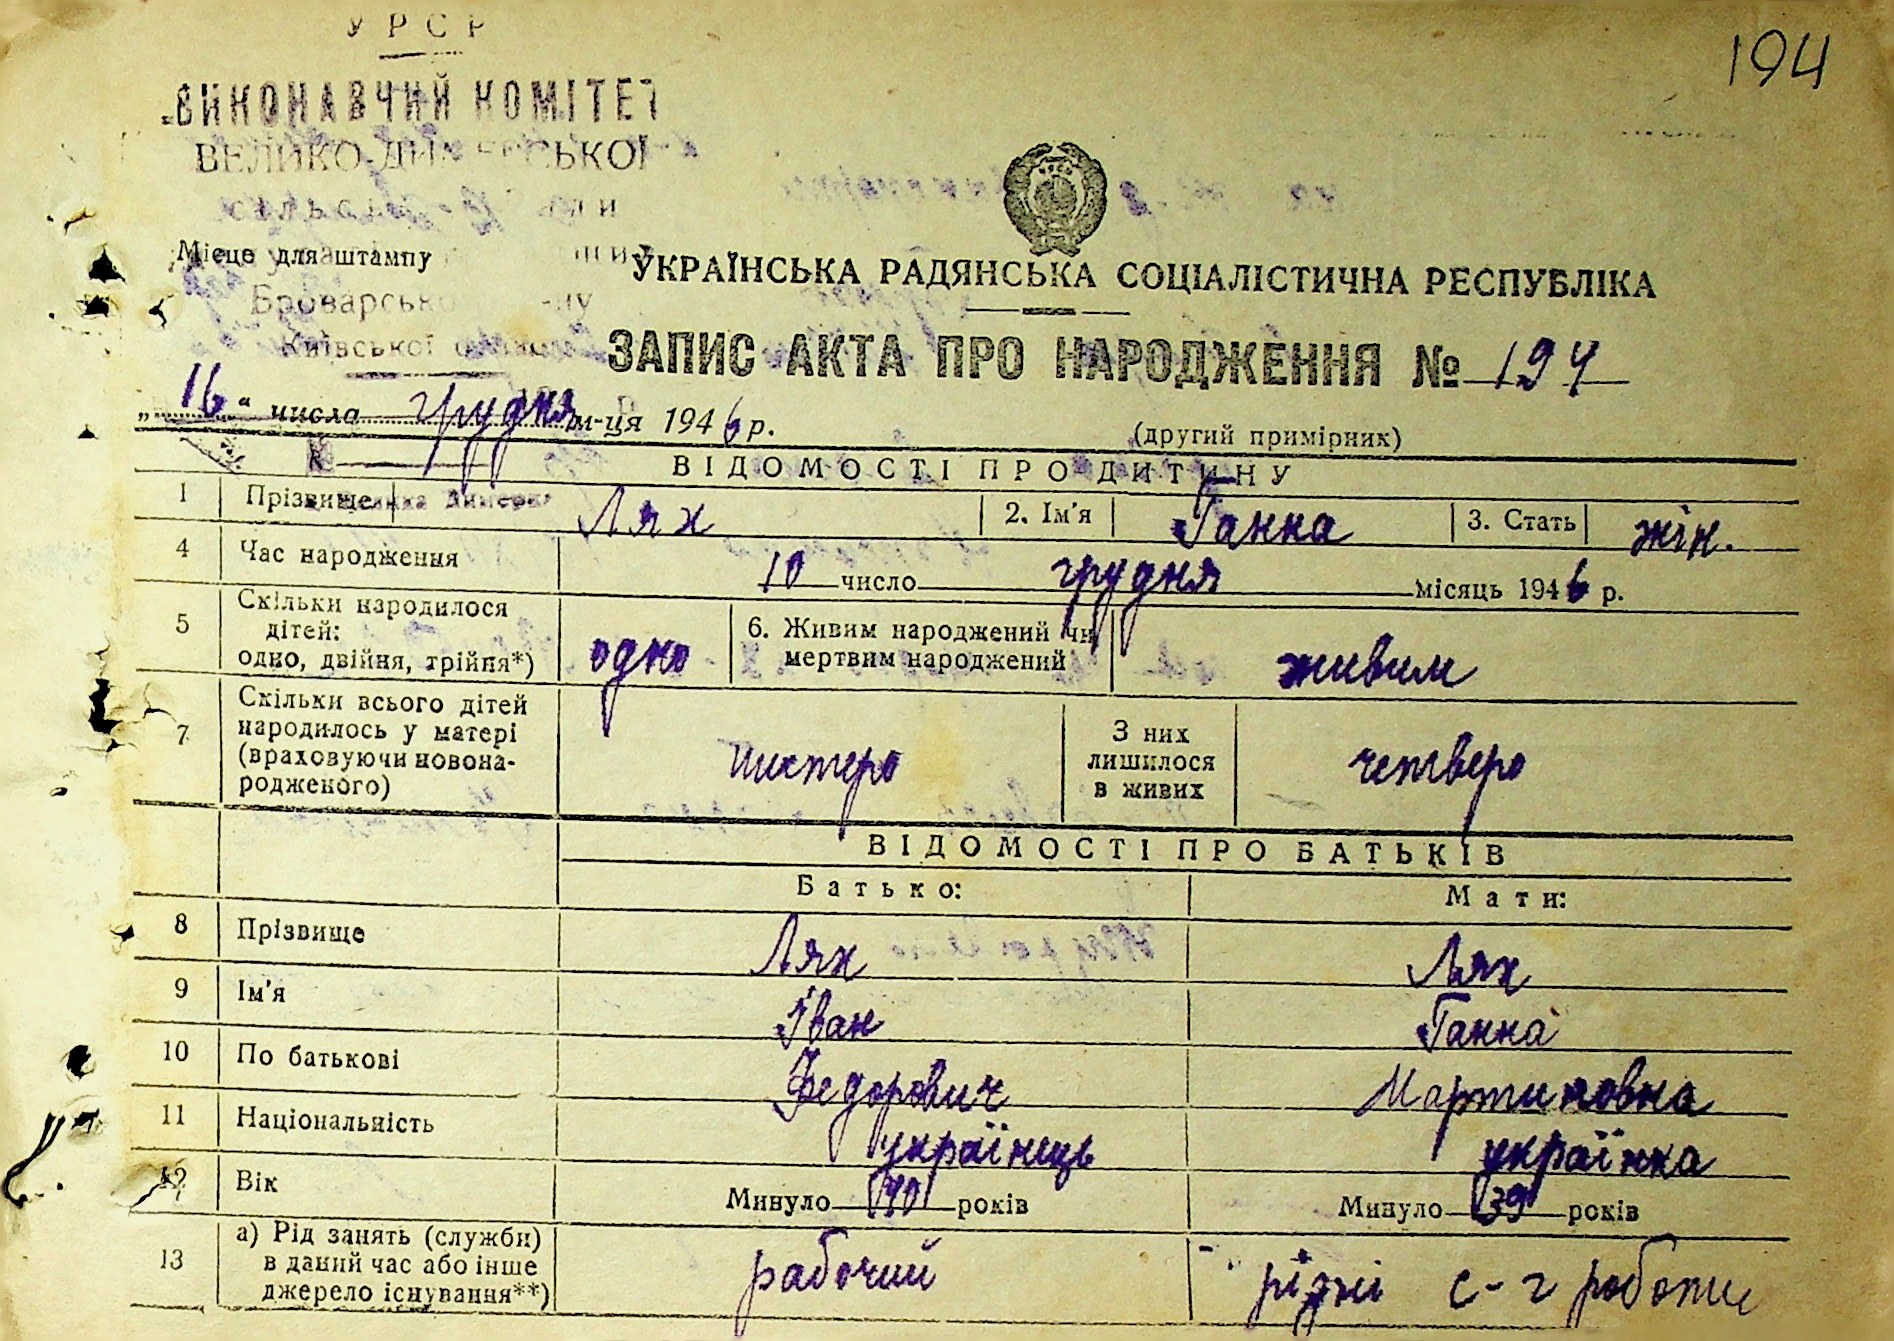 УРСР
194
ВИКОНАВЧИЙ КОМІТЕТ
ВЕЛИКО-ДИМЕРСЬКОЇ
Місце для штампу
УКРАЇНСЬКА РАДЯНСЬКА СОЦІАЛІСТИЧНА РЕСПУБЛІКА
Броварського
Київської
ЗАПИС АКТА ПРО НАРОДЖЕННЯ № 194
„16“ числа грудня м-ця 1946 р.
(другий примірник)
ВІДОМОСТІ ПРО ДИТИНУ
1 Прізвище Лях 2. Ім'я Ганна 3. Стать жін.
4 Час народження 10 число грудня місяць 1946 р.
5 Скільки народилося
дітей:
одно, двійня, трійня*) одно
6. Живим народжений чи
мертвим народжений живим
7 Скільки всього дітей
народилось у матері
(враховуючи новона-
родженого) шистеро
З них
лишилося
в живих четверо
ВІДОМОСТІ ПРО БАТЬКІВ
Батько: Мати:
8 Прізвище Лях Лях
9 Ім'я Іван Ганна
10 По батькові Федорович Мартиновна
11 Національність українець українка
12 Вік Минуло 40 років Минуло 39 років
13 а) Рід занять (служби)
в даний час або інше
джерело існування**) рабочий різні с-г роботи